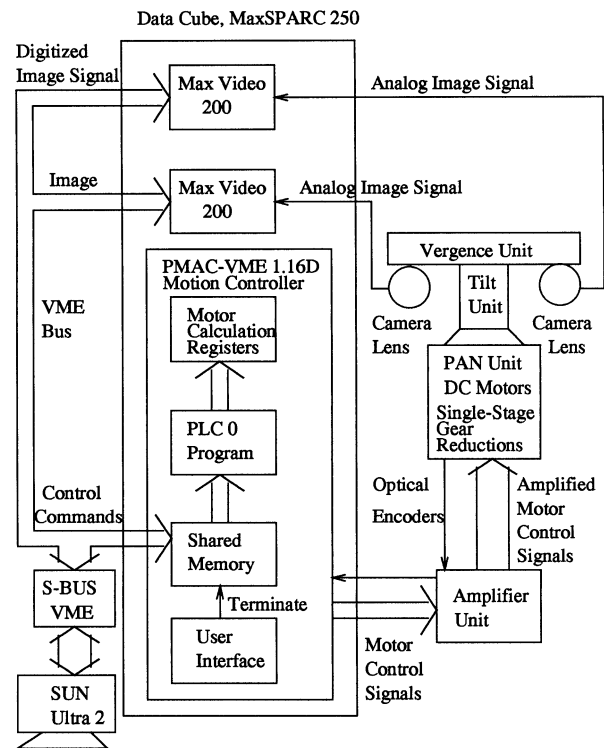 Data Cube, MaxSPARC 250
Digitized
Image Signal
Max Video
200
Analog Image Signal
Image
Max Video
200
Analog Image Signal
Vergence Unit
PMAC-VME 1.16D
Motion Controller
Tilt
Unit
VME
Bus
Motor
Calculation
Registers
Camera
Lens
Camera
Lens
PAN Unit
DC Motors
Single-Stage
Gear
Reductions
PLC 0
Program
Control
Commands
Optical
Encoders
Amplified
Motor
Control
Signals
Shared
Memory
S-BUS
VME
Terminate
Amplifier
Unit
User
Interface
Motor
Control
Signals
SUN
Ultra 2